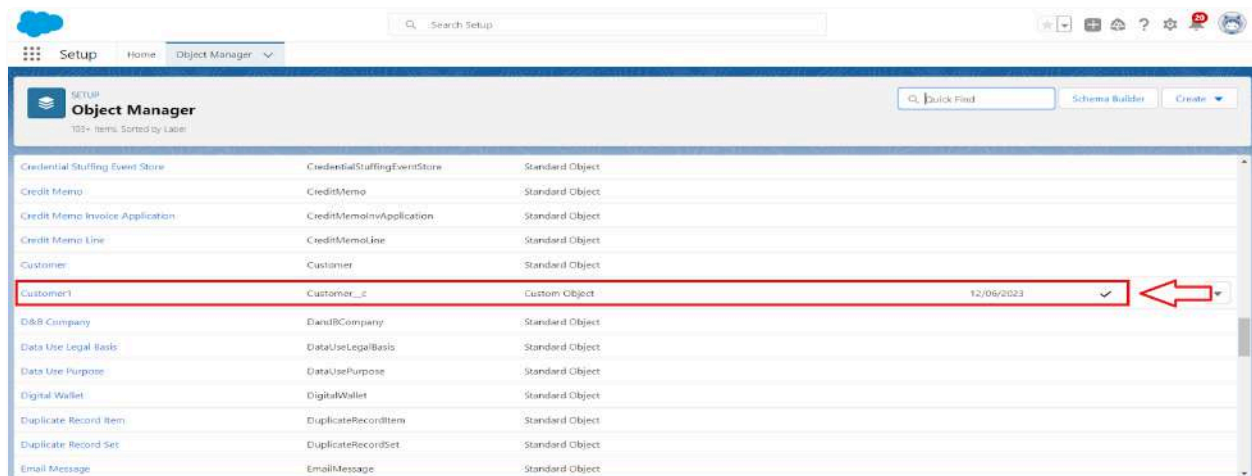 Search Setup
20
Setup Home Object Manager
SETUP
Object Manager
103+ Items, Sorted by Label
Quick Find
Schema Builder
Create
Credential Stuffing Event Store CredentialStuffingEventStore Standard Object
Credit Memo CreditMemo Standard Object
Credit Memo Invoice Application CreditMemoInvApplication Standard Object
Credit Memo Line CreditMemoLine Standard Object
Customer Customer Standard Object
Customer1 Customer__c Custom Object 12/06/2023
D&B Company DandBCompany Standard Object
Data Use Legal Basis DataUseLegalBasis Standard Object
Data Use Purpose DataUsePurpose Standard Object
Digital Wallet DigitalWallet Standard Object
Duplicate Record Item DuplicateRecordItem Standard Object
Duplicate Record Set DuplicateRecordSet Standard Object
Email Message EmailMessage Standard Object